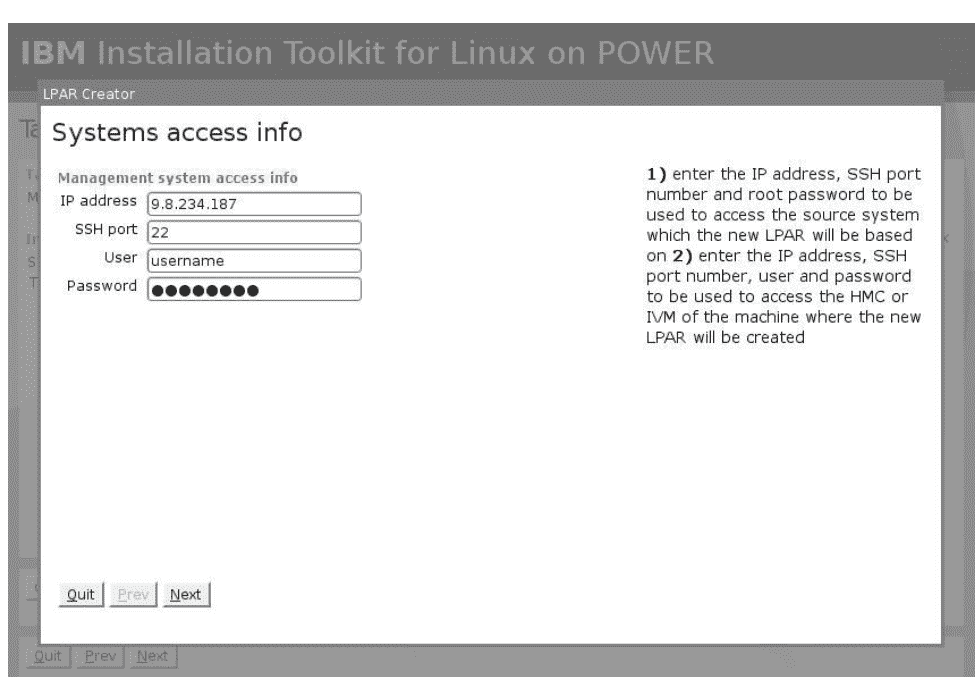 IBM Installation Toolkit for Linux on POWER
LPAR Creator
Systems access info
Management system access info
IP address 9.8.234.187
SSH port 22
User username
Password ●●●●●●●●
1) enter the IP address, SSH port
number and root password to be
used to access the source system
which the new LPAR will be based
on 2) enter the IP address, SSH
port number, user and password
to be used to access the HMC or
IVM of the machine where the new
LPAR will be created
Quit Prev Next
Quit Prev Next